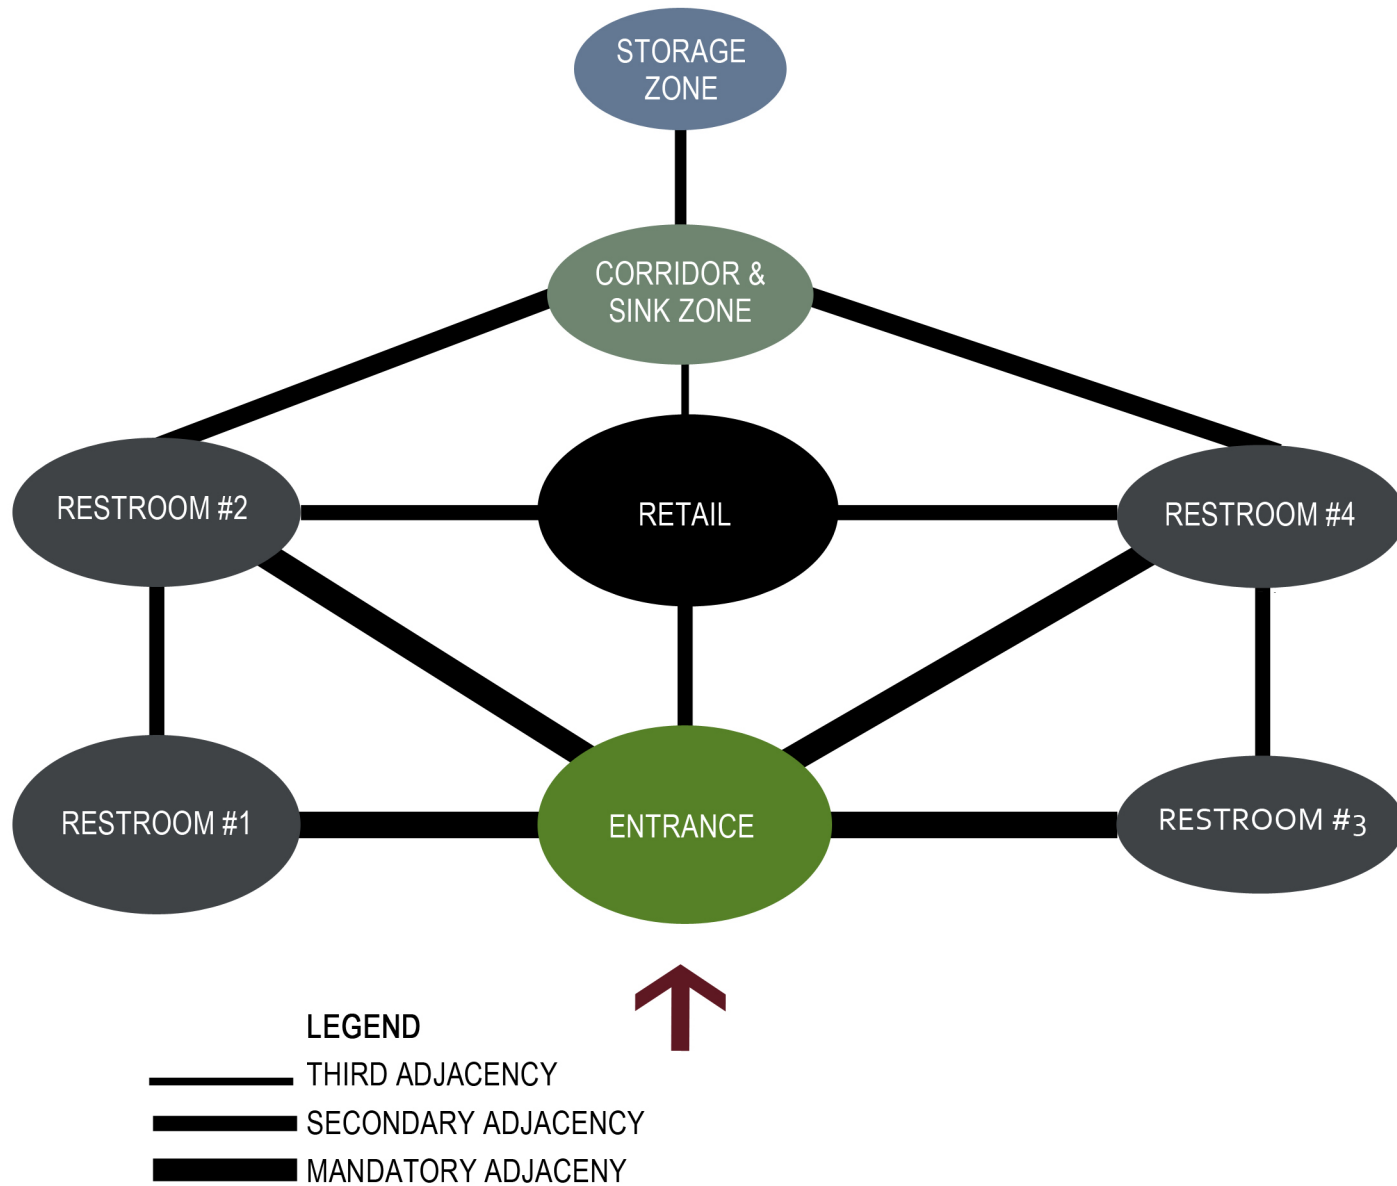 STORAGE
ZONE
CORRIDOR &
SINK ZONE
RESTROOM #2
RETAIL
RESTROOM #4
RESTROOM #1
ENTRANCE
RESTROOM #3
LEGEND
THIRD ADJACENCY
SECONDARY ADJACENCY
MANDATORY ADJACENY